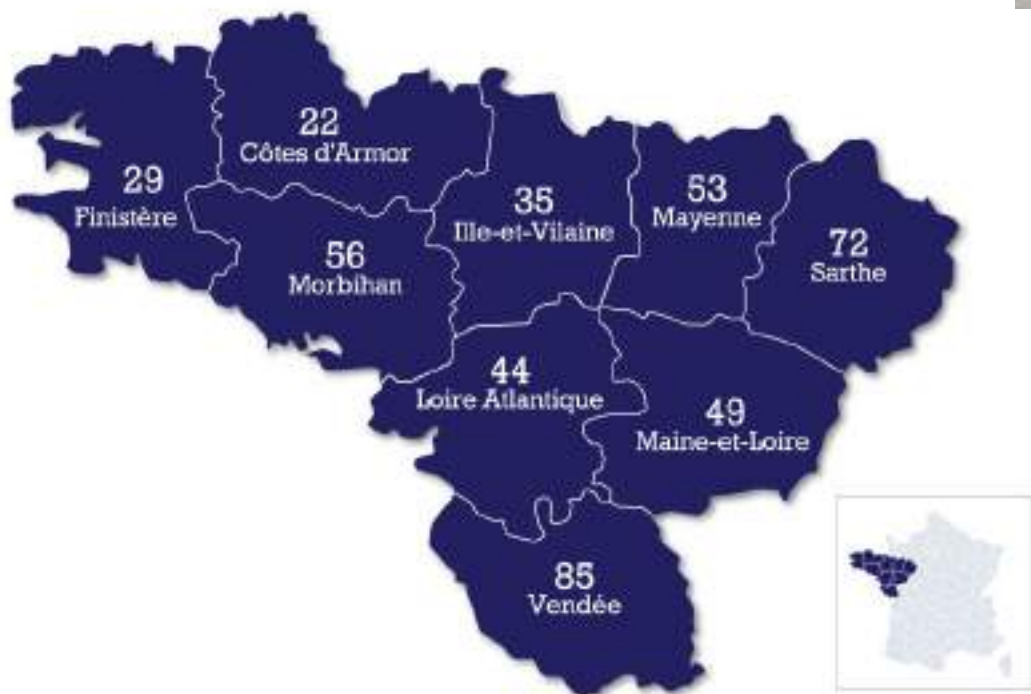 22
Côtes d'Armor
29
Finistère
35
Ille-et-Vilaine
53
Mayenne
56
Morbihan
72
Sarthe
44
Loire Atlantique
49
Maine-et-Loire
85
Vendée